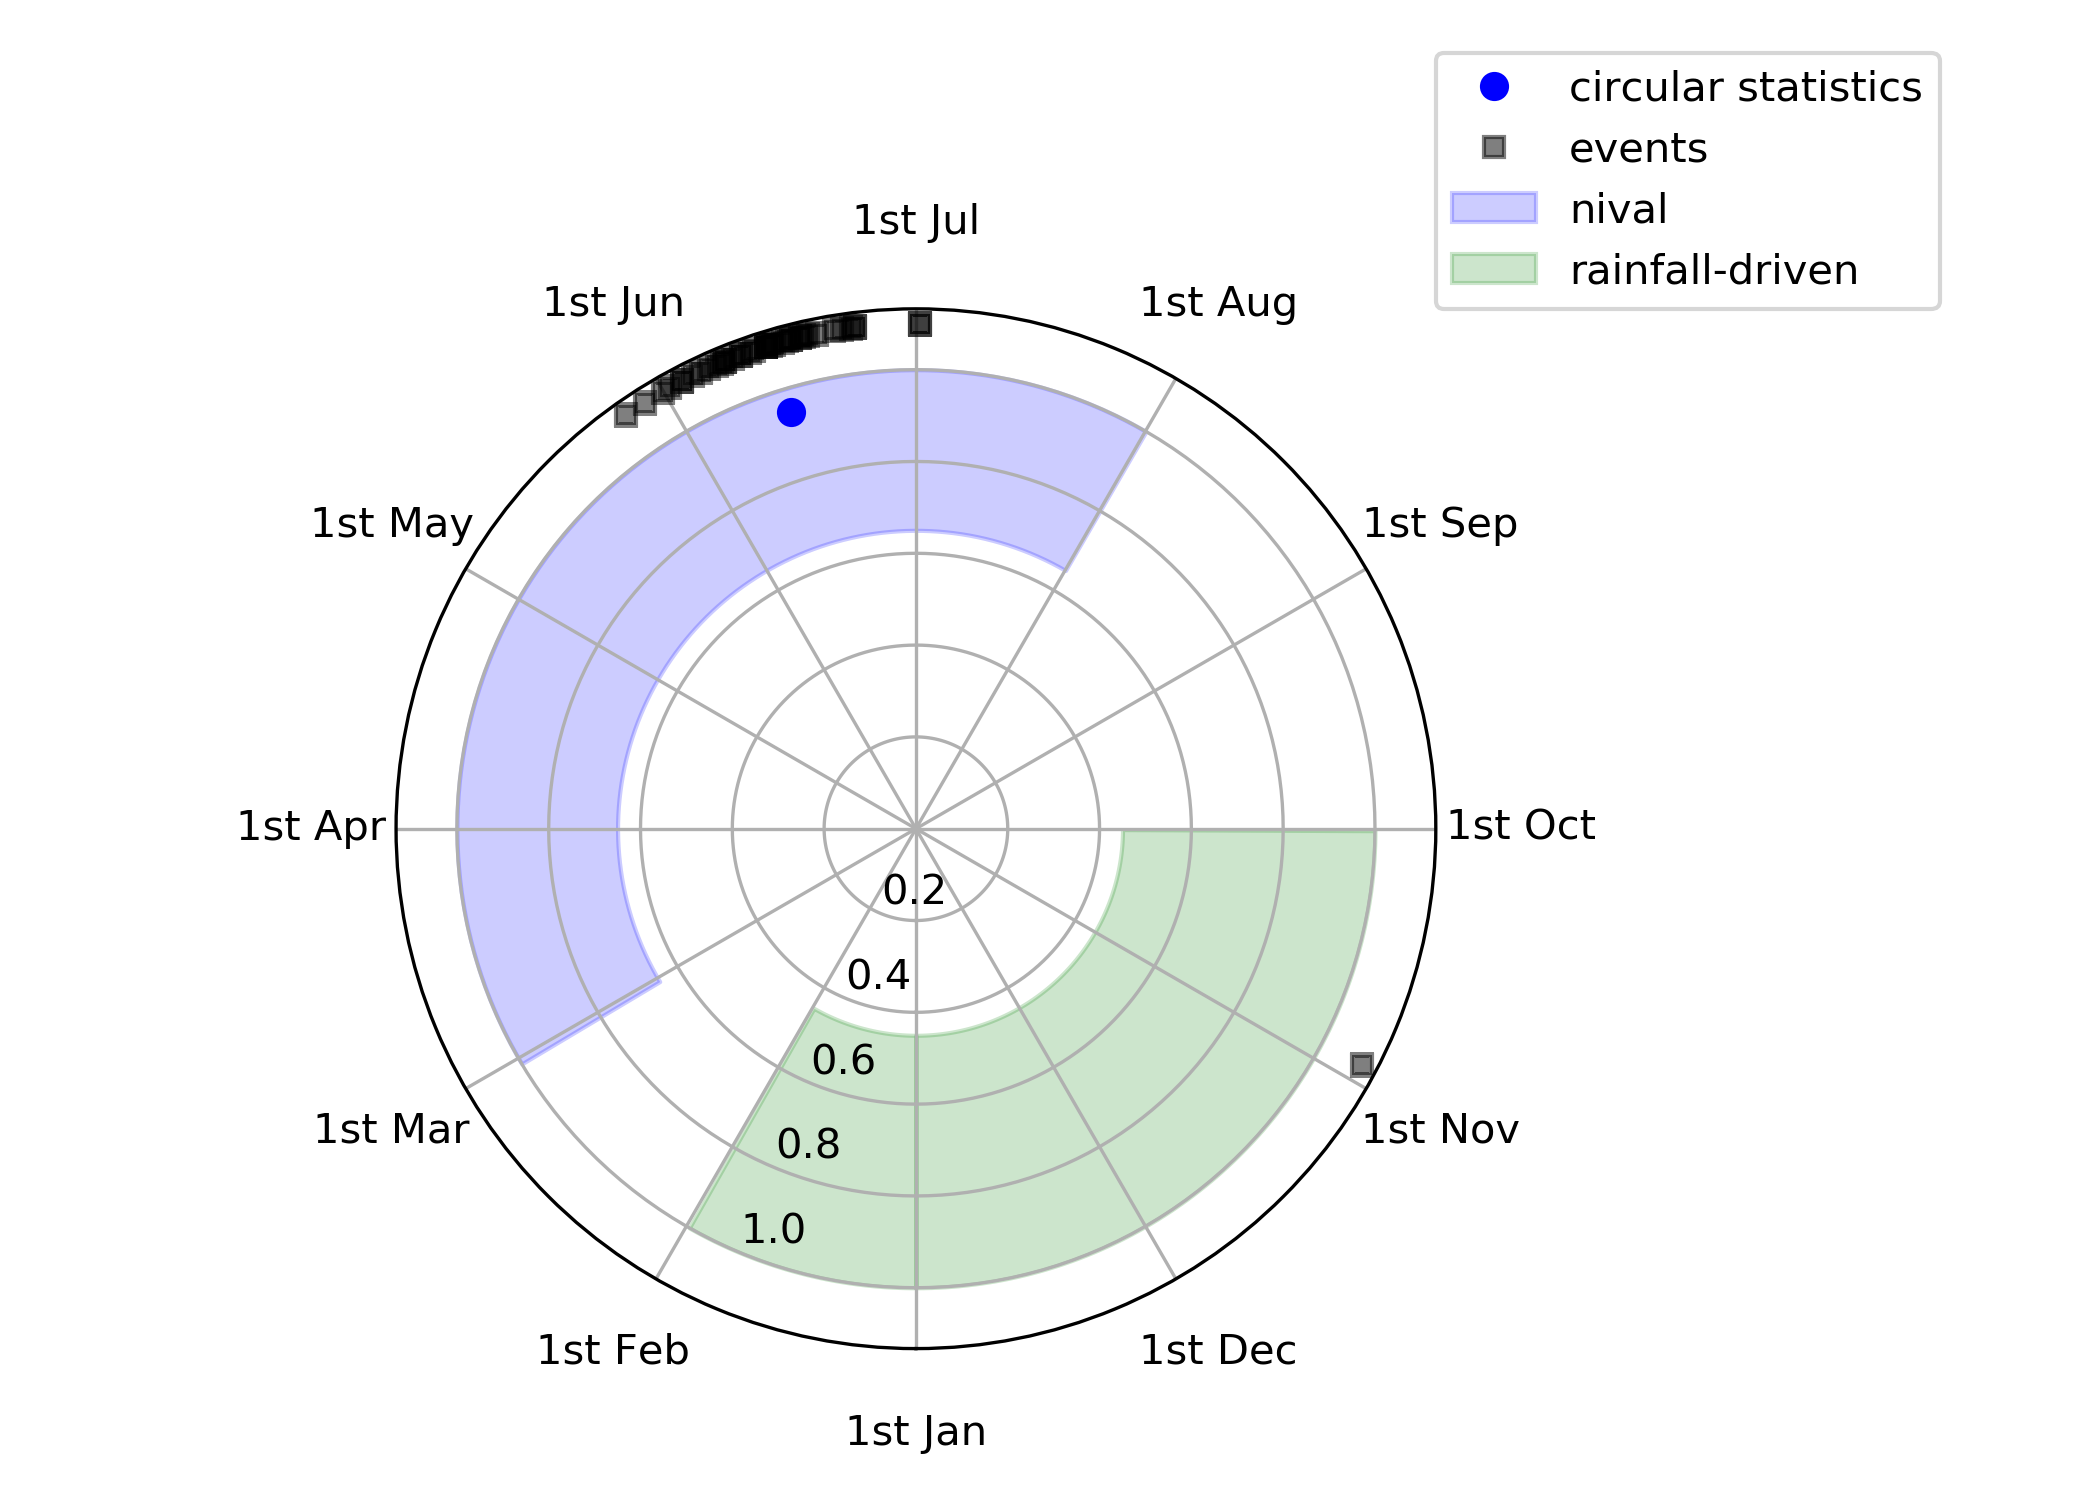 circular statistics
events
nival
rainfall-driven
1st Jul
1st Jun
1st Aug
1st May
1st Sep
1st Apr
1st Oct
0.2
0.4
0.6
0.8
1.0
1st Mar
1st Nov
1st Feb
1st Dec
1st Jan